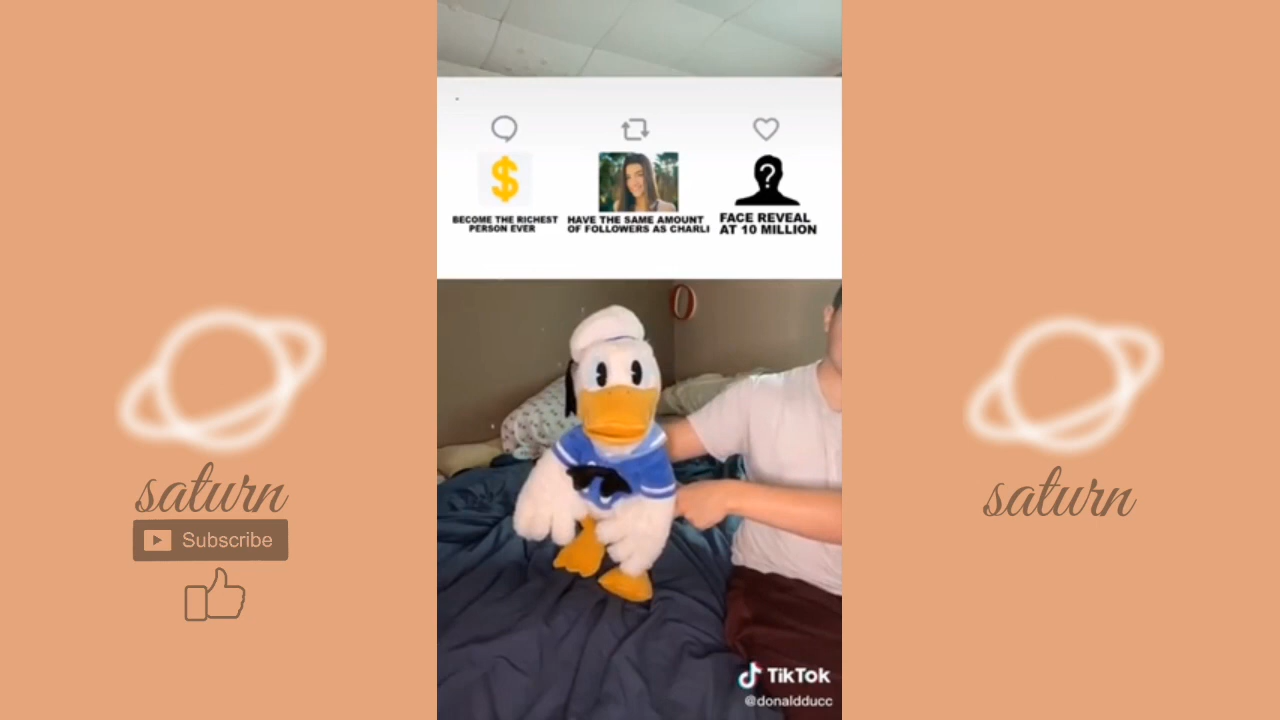 BECOME THE RICHEST
PERSON EVER
HAVE THE SAME AMOUNT
OF FOLLOWERS AS CHARLI
FACE REVEAL
AT 10 MILLION
saturn
Subscribe
saturn
TikTok
@donaldducc